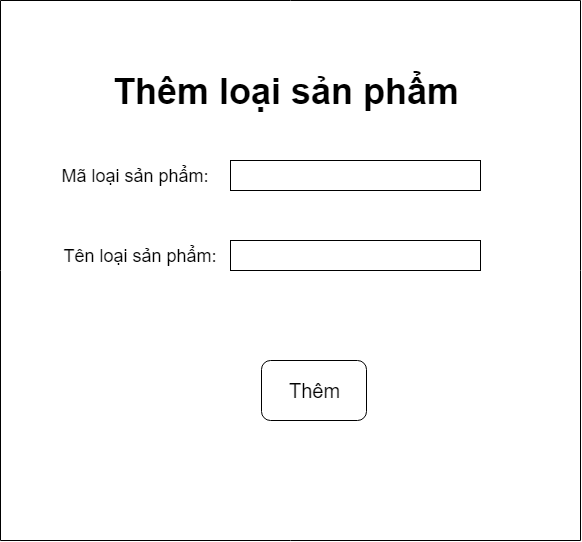 Thêm loại sản phẩm
Mã loại sản phẩm:
Tên loại sản phẩm:
Thêm